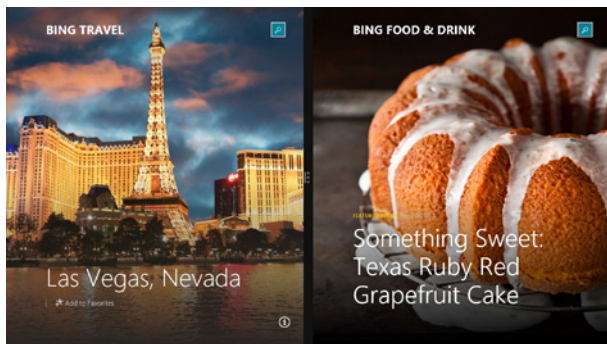 BING TRAVEL
Las Vegas, Nevada
Add to Favorites
BING FOOD & DRINK
Something Sweet:
Texas Ruby Red
Grapefruit Cake